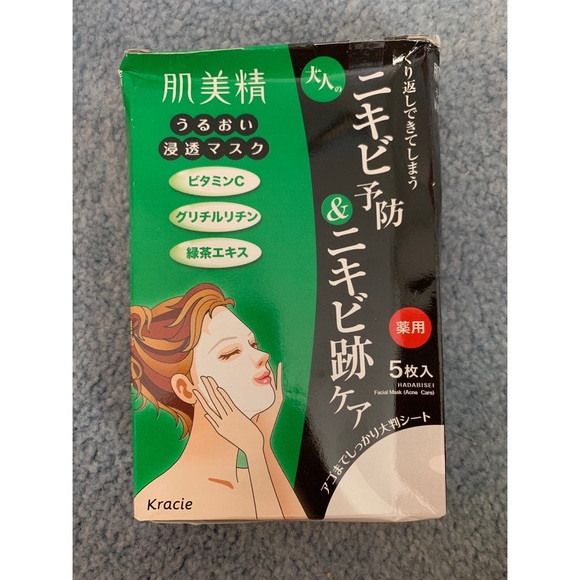 肌美精
うるおい
浸透マスク
ビタミンC
グリチルリチン
緑茶エキス
くり返しできてしまう
大人の
ニキビ予防
&ニキビ跡ケア
薬用
5枚入
HADABISEI
Facial Mask (Acne Care)
アゴまでしっかり大判シート
Kracie